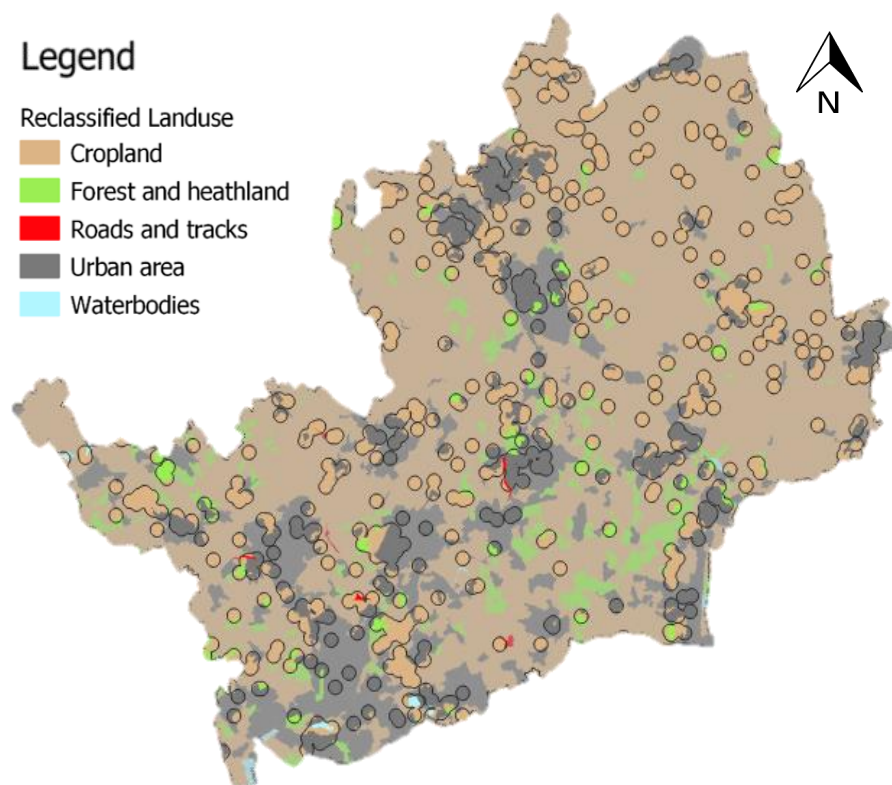 Legend
N
Reclassified Landuse
Cropland
Forest and heathland
Roads and tracks
Urban area
Waterbodies